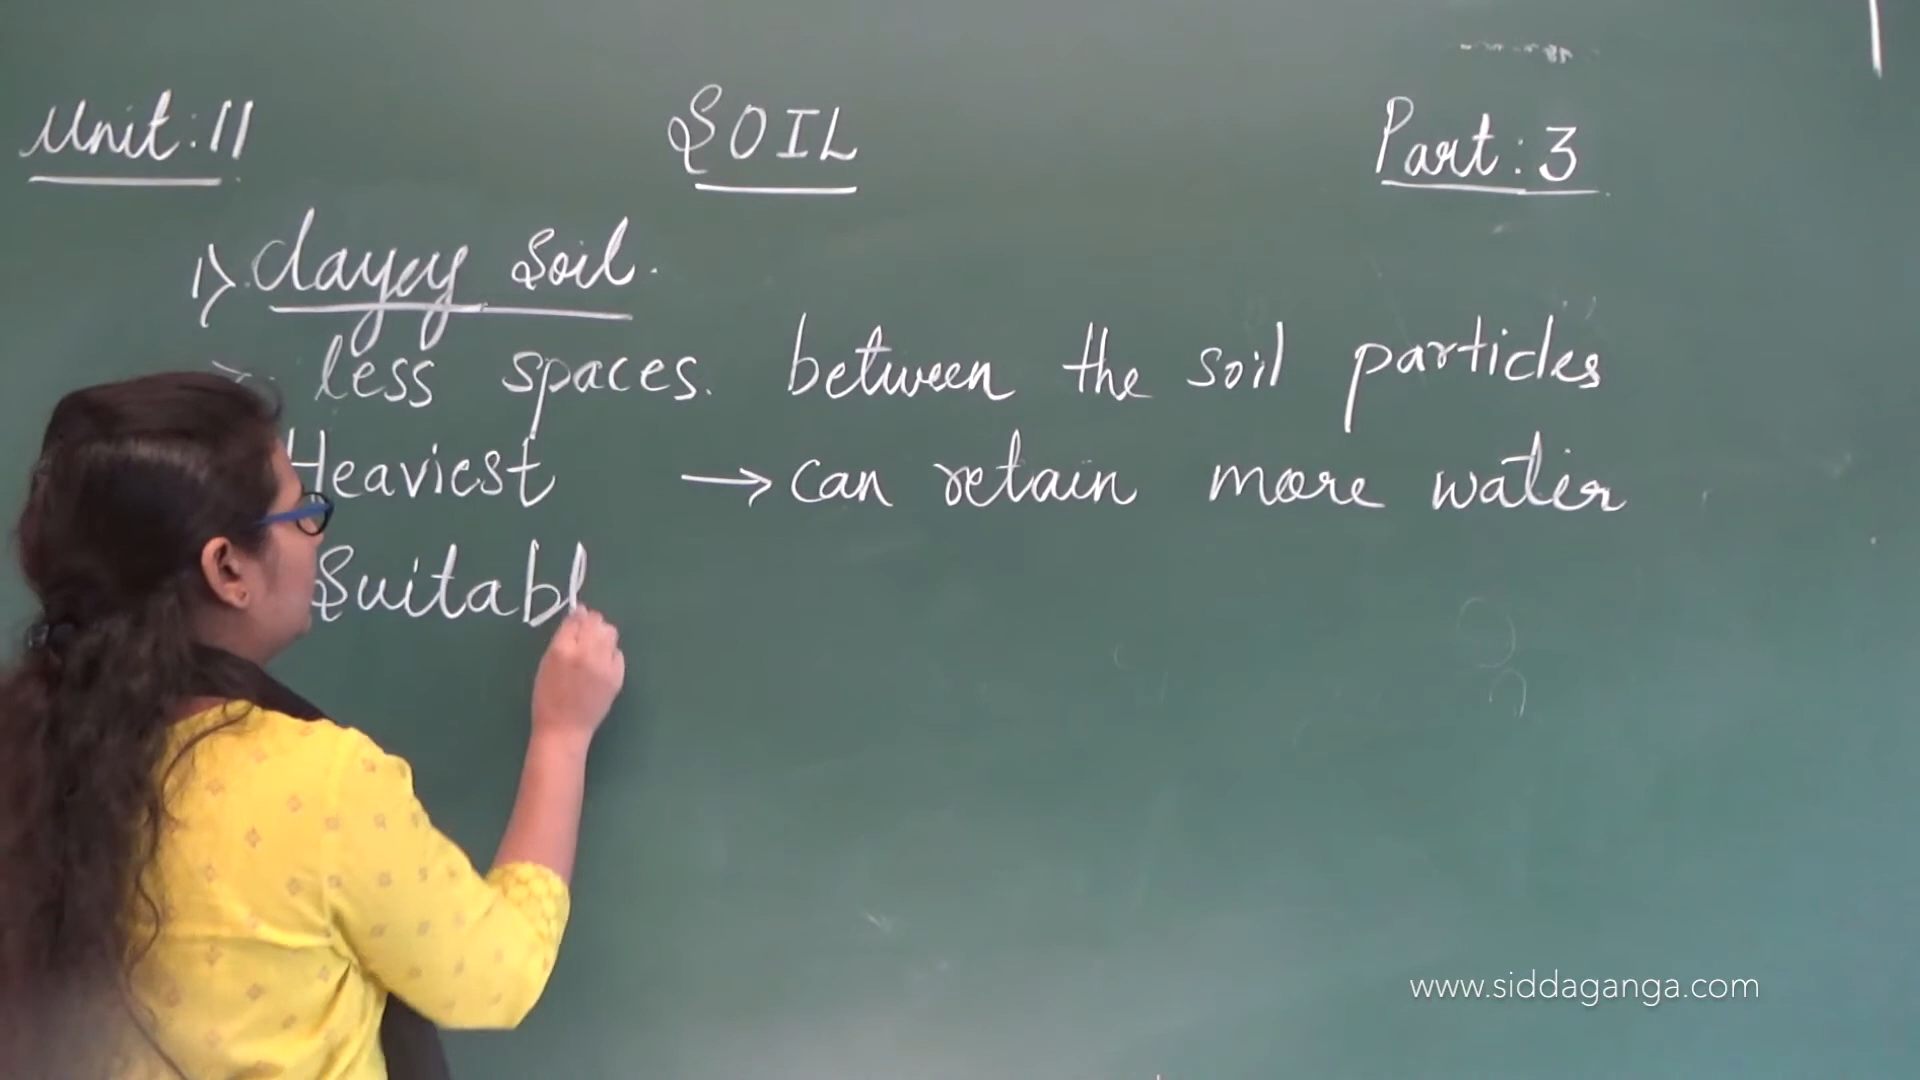 Unit: 11 SOIL Part: 3
1) Clayey Soil.
less spaces. between the soil particles
Heaviest → can retain more water
Suitabl
www.siddaganga.com